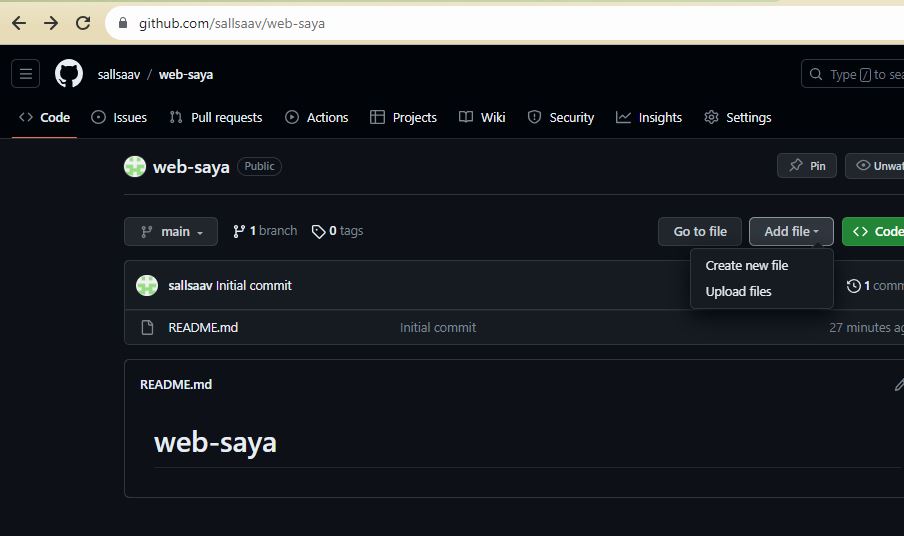 github.com/sallsaav/web-saya
sallsaav / web-saya
Type / to sea
Code Issues Pull requests Actions Projects Wiki Security Insights Settings
web-saya Public Pin Unwat
main 1 branch 0 tags Go to file Add file Code
Create new file
Upload files
sallsaav Initial commit 1 comm
README.md Initial commit 27 minutes ag
README.md
web-saya